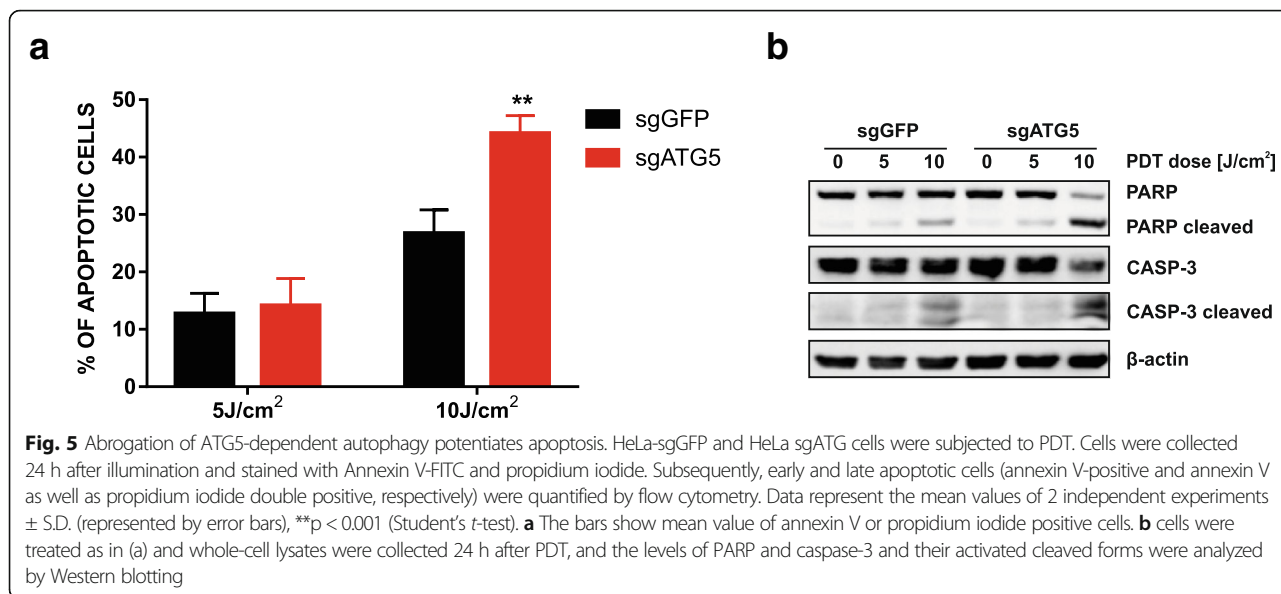 a
% OF APOPTOTIC CELLS
50
40
30
20
10
0
**
sgGFP
sgATG5
5J/cm²
10J/cm²
b
sgGFP sgATG5
0 5 10 0 5 10 PDT dose [J/cm²]
PARP
PARP cleaved
CASP-3
CASP-3 cleaved
β-actin
Fig. 5 Abrogation of ATG5-dependent autophagy potentiates apoptosis. HeLa-sgGFP and HeLa sgATG cells were subjected to PDT. Cells were collected
24 h after illumination and stained with Annexin V-FITC and propidium iodide. Subsequently, early and late apoptotic cells (annexin V-positive and annexin V
as well as propidium iodide double positive, respectively) were quantified by flow cytometry. Data represent the mean values of 2 independent experiments
± S.D. (represented by error bars), **p < 0.001 (Student's t-test). a The bars show mean value of annexin V or propidium iodide positive cells. b cells were
treated as in (a) and whole-cell lysates were collected 24 h after PDT, and the levels of PARP and caspase-3 and their activated cleaved forms were analyzed
by Western blotting